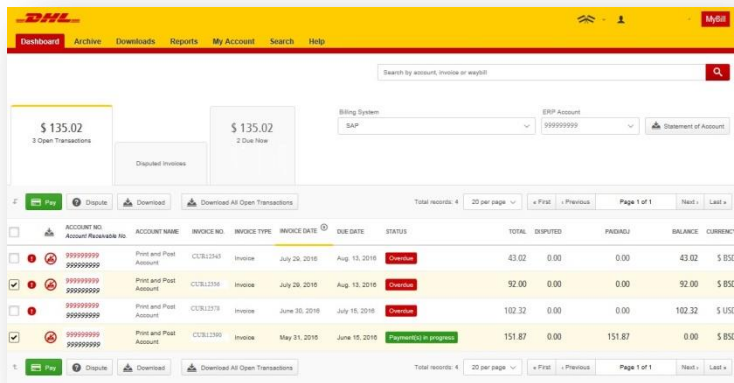 DHL
MyBill
Dashboard Archive Downloads Reports My Account Search Help
Search by account, invoice or waybill
$ 135.02
3 Open Transactions
Disputed Invoices
$ 135.02
2 Due Now
Billing System
SAP
ERP Account
999999999
Statement of Account
Pay Dispute Download Download All Open Transactions Total records: 4 20 per page « First ‹ Previous Page 1 of 1 Next › Last »
ACCOUNT NO. ACCOUNT NAME INVOICE NO. INVOICE TYPE INVOICE DATE DUE DATE STATUS TOTAL DISPUTED PAID/ADJ BALANCE CURRENC
Account Receivable No.
999999999 Print and Post Account CUR12345 Invoice July 29, 2016 Aug. 13, 2016 Overdue 43.02 0.00 0.00 43.02 $ BSD
999999999
999999999 Print and Post Account Invoice July 29, 2016 Aug. 13, 2016 Overdue 92.00 0.00 0.00 92.00 $ BSD
999999999
999999999 Print and Post Account CUR12378 Invoice June 30, 2016 July 15, 2016 Overdue 102.32 0.00 0.00 102.32 $ USD
999999999
999999999 Print and Post Account CUR12390 Invoice May 31, 2016 June 15, 2016 Payment(s) in progress 151.87 0.00 151.87 0.00 $ BSD
999999999
Pay Dispute Download Download All Open Transactions Total records: 4 20 per page « First ‹ Previous Page 1 of 1 Next › Last »